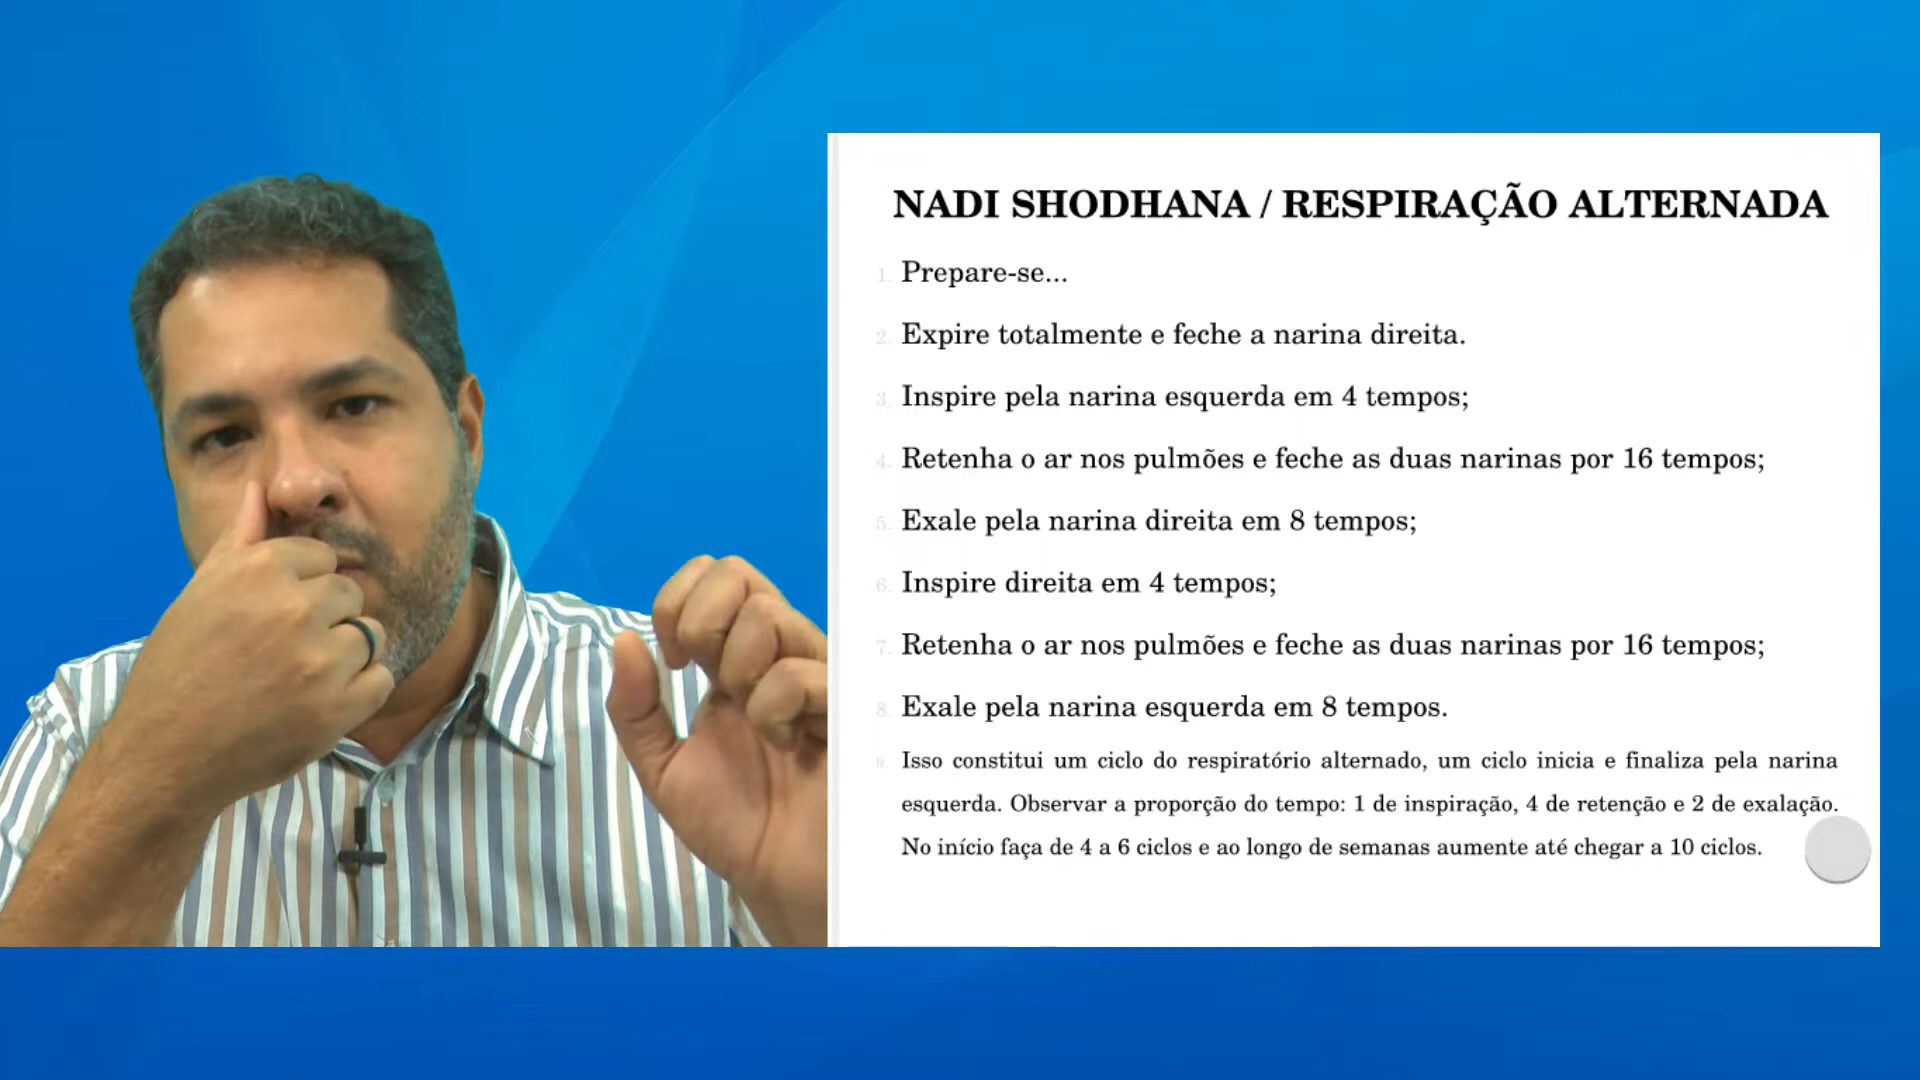 NADI SHODHANA / RESPIRAÇÃO ALTERNADA
1. Prepare-se...
2. Expire totalmente e feche a narina direita.
3. Inspire pela narina esquerda em 4 tempos;
4. Retenha o ar nos pulmões e feche as duas narinas por 16 tempos;
5. Exale pela narina direita em 8 tempos;
6. Inspire direita em 4 tempos;
7. Retenha o ar nos pulmões e feche as duas narinas por 16 tempos;
8. Exale pela narina esquerda em 8 tempos.
9 Isso constitui um ciclo do respiratório alternado, um ciclo inicia e finaliza pela narina
esquerda. Observar a proporção do tempo: 1 de inspiração, 4 de retenção e 2 de exalação.
No início faça de 4 a 6 ciclos e ao longo de semanas aumente até chegar a 10 ciclos.